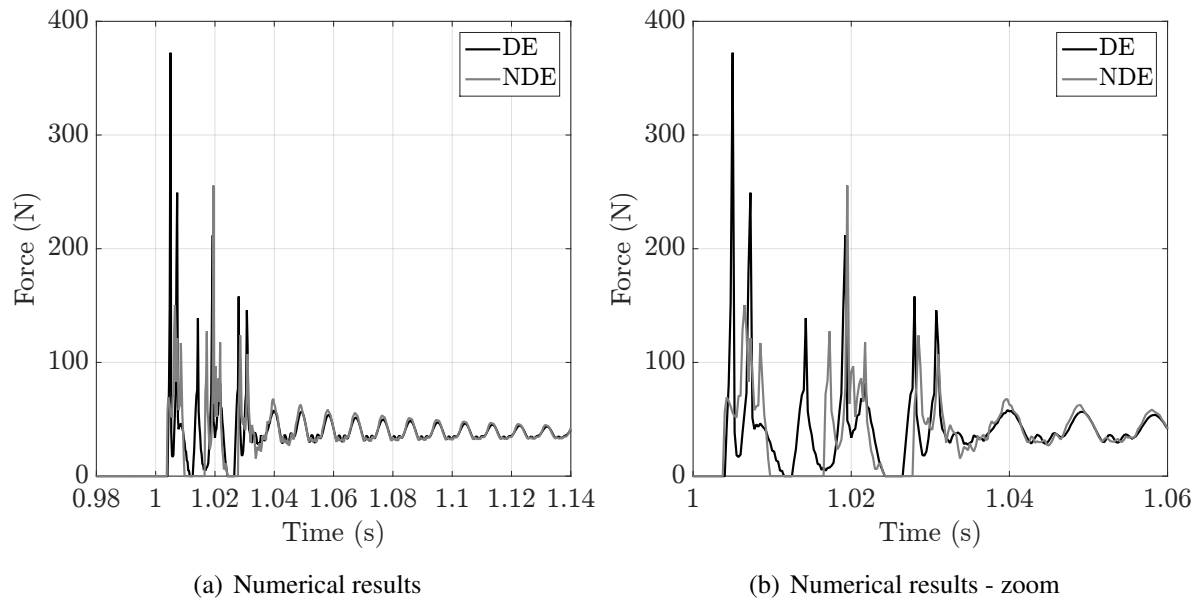 400
300
200
100
0
Force (N)
0.98 1 1.02 1.04 1.06 1.08 1.1 1.12 1.14
Time (s)
DE
NDE
(a) Numerical results
400
300
200
100
0
Force (N)
1 1.02 1.04 1.06
Time (s)
DE
NDE
(b) Numerical results - zoom